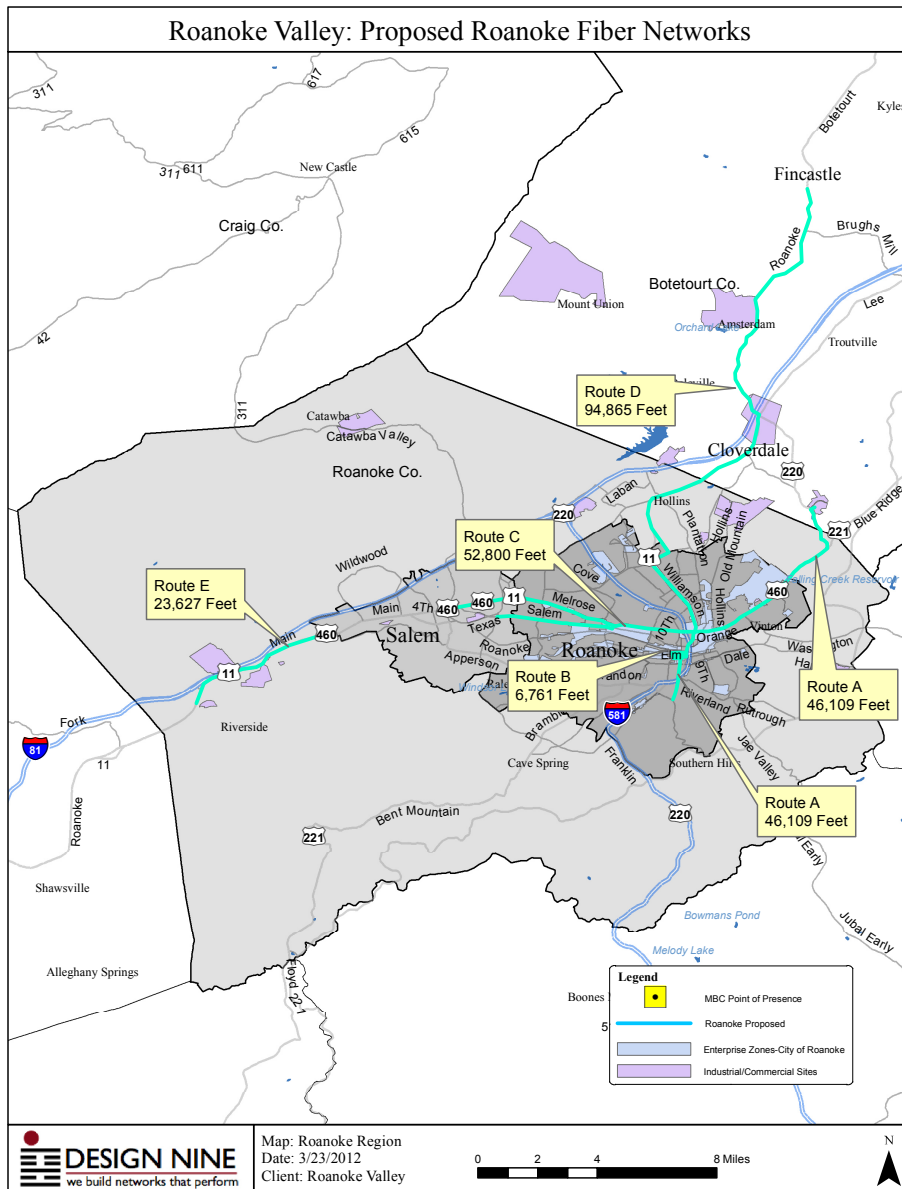 Roanoke Valley: Proposed Roanoke Fiber Networks
311
617
615
611
311
New Castle
Craig Co.
42
311
Botetourt
Fincastle
Roanoke
Brughs Mill
Botetourt Co.
Mount Union
Amsterdam
Lee
Troutville
Route D
94,865 Feet
Cloverdale
220
Catawba
Catawba Valley
Roanoke Co.
Laban
Hollins
220
Plantation
Hollins
Old Mountain
221
Blue Ridge
Route C
52,800 Feet
11
Wildwood
Cove
Williamson
Hollins
Falling Creek Reservoir
460
Route E
23,627 Feet
Main
4Th
460
460
11
Melrose
Main
460
Salem
Texas
Salem
10Th
Orange
Vinton
Roanoke
Roanoke
Elm
Dale
Washington
Apperson
9Th
11
Route B
6,761 Feet
Riverland
Rutrough
Route A
46,109 Feet
Fork
81
Riverside
581
11
Cave Spring
Franklin
Jae Valley
Roanoke
Bent Mountain
220
221
Route A
46,109 Feet
Shawsville
Jubal Early
Bowmans Pond
Alleghany Springs
Melody Lake
Floyd
Boones
5
Legend
MBC Point of Presence
Roanoke Proposed
Enterprise Zones-City of Roanoke
Industrial/Commercial Sites
DESIGN NINE
we build networks that perform
Map: Roanoke Region
Date: 3/23/2012
Client: Roanoke Valley
0 2 4 8 Miles
N